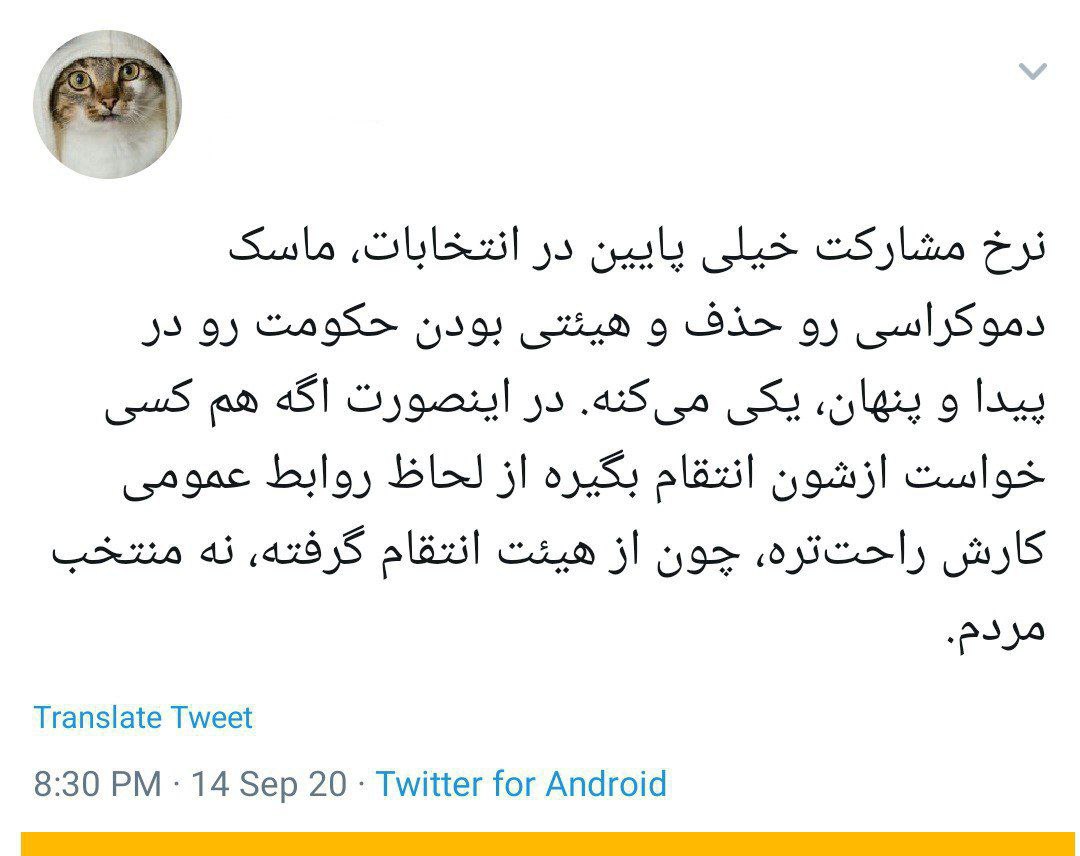 نرخ مشارکت خیلی پایین در انتخابات، ماسک
دموکراسی رو حذف و هیئتی بودن حکومت رو در
پیدا و پنهان، یکی می‌کنه. در اینصورت اگه هم کسی
خواست ازشون انتقام بگیره از لحاظ روابط عمومی
کارش راحت‌تره، چون از هیئت انتقام گرفته، نه منتخب
مردم.
Translate Tweet
8:30 PM · 14 Sep 20 · Twitter for Android